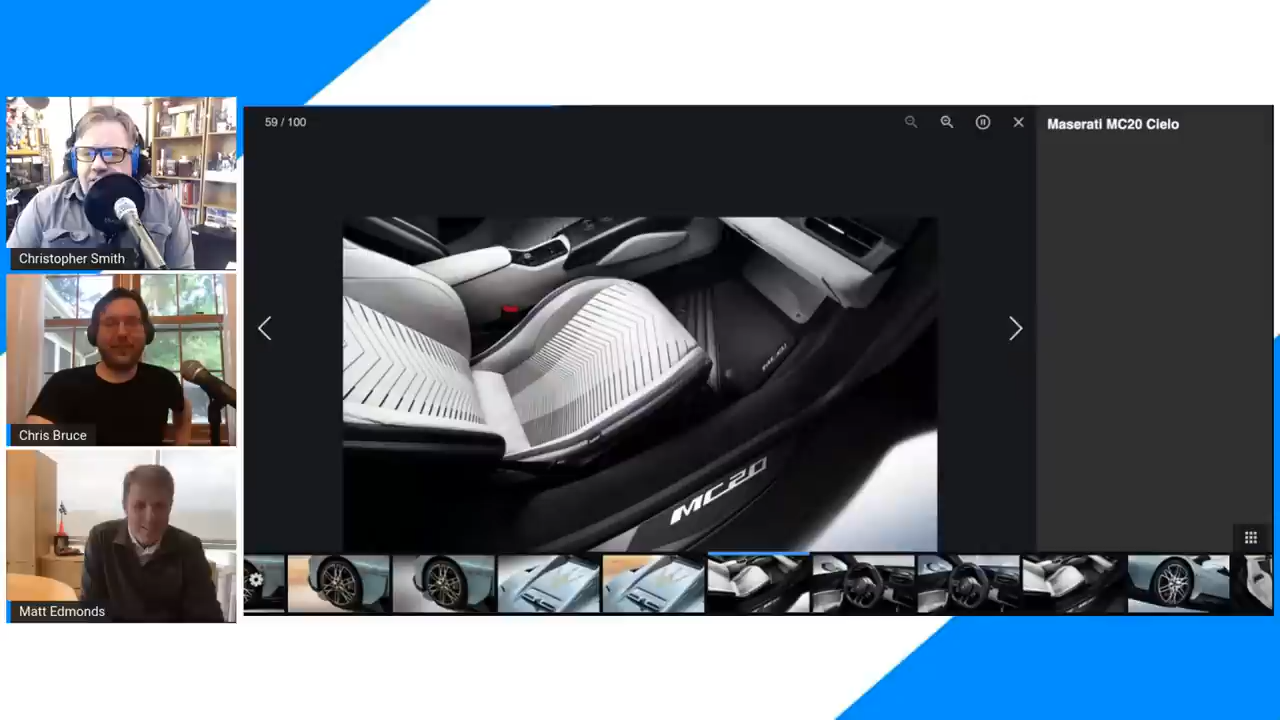 Christopher Smith
Chris Bruce
Matt Edmonds
59 / 100
Maserati MC20 Cielo
MC20